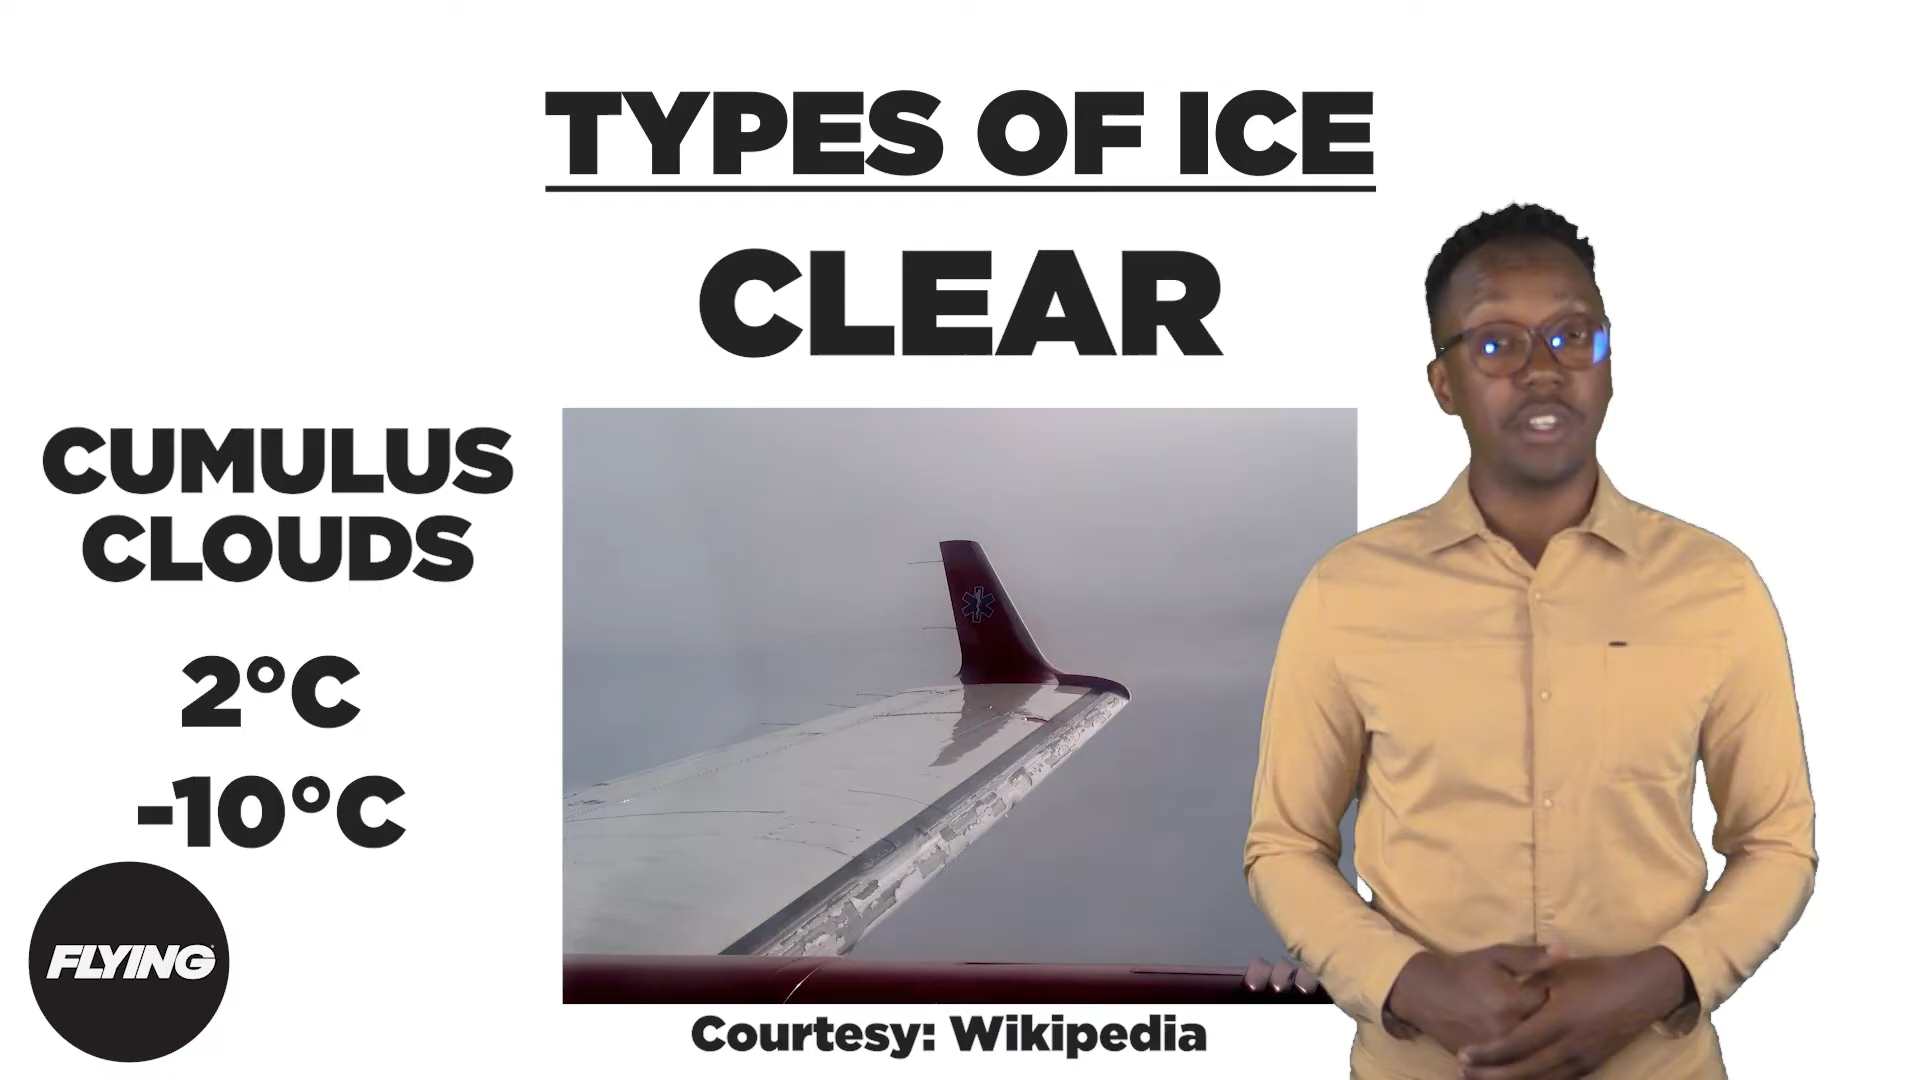 TYPES OF ICE
CLEAR
CUMULUS
CLOUDS
2°C
-10°C
FLYING
Courtesy: Wikipedia